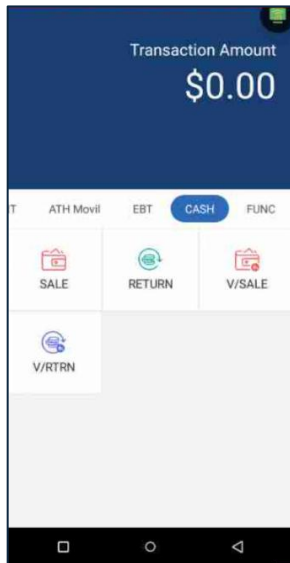 Transaction Amount
$0.00
T ATH Movil EBT CASH FUNC
SALE RETURN V/SALE
V/RTRN